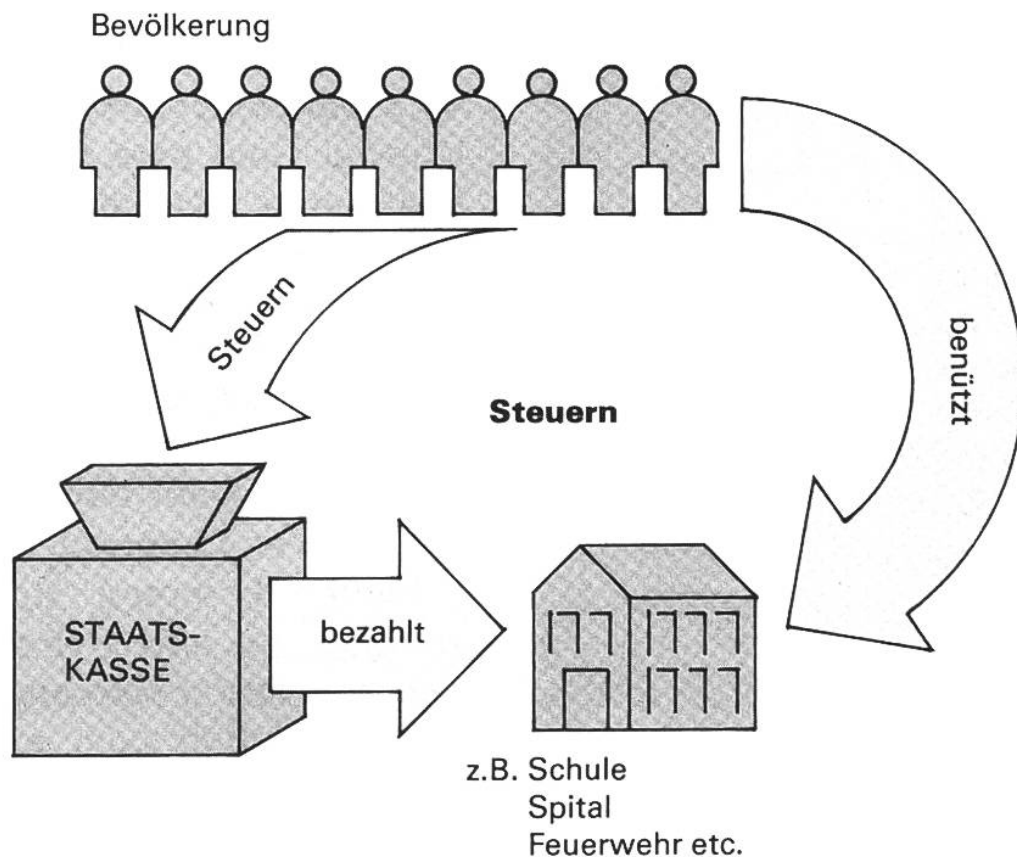 Bevölkerung
Steuern
benützt
Steuern
STAATS-
KASSE
bezahlt
z.B. Schule
Spital
Feuerwehr etc.